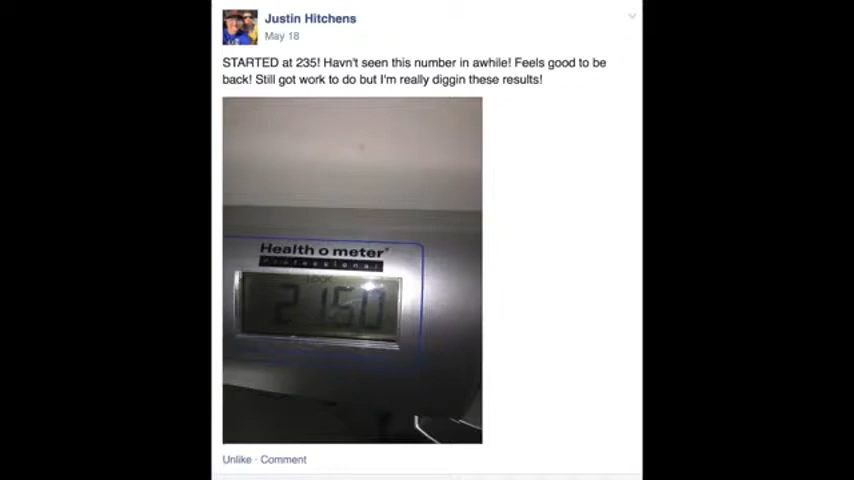 Justin Hitchens
May 18
STARTED at 235! Havn't seen this number in awhile! Feels good to be
back! Still got work to do but I'm really diggin these results!
Health o meter
Professional
LOCK
215.0
Unlike · Comment